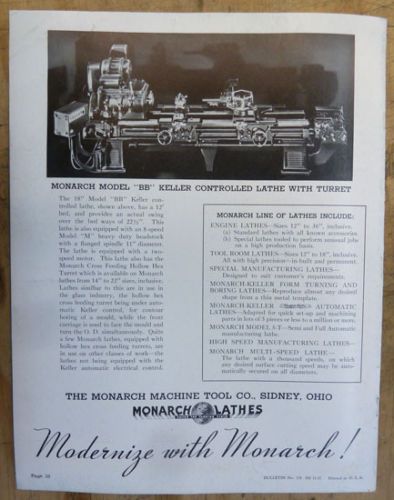 MONARCH MODEL "BB" KELLER CONTROLLED LATHE WITH TURRET
The 18" Model "BB" Keller con-
trolled lathe, shown above, has a 12'
bed, and provides an actual swing
over the bed ways of 22½". This
lathe is also equipped with an 8-speed
Model "M" heavy duty headstock with
a flanged spindle 11" diameter.
The lathe is equipped with a two-
speed motor. This lathe also has the
Monarch Cross Feeding Hollow Hex
Turret which is available on Monarch
lathes from 14" to 22" sizes, inclusive.
Lathes similar to this are in use in
the glass industry, the hollow hex
cross feeding turret being under auto-
matic Keller control, for contour
boring of a mould, while the front
carriage is used to face the mould and
turn the O. D. simultaneously. Quite
a few Monarch lathes, equipped with
hollow hex cross feeding turrets, are
in use on other classes of work—the
lathes not being equipped with the
Keller automatic electrical control.
MONARCH LINE OF LATHES INCLUDE:
ENGINE LATHES—Sizes 12" to 36", inclusive.
(a) Standard lathes with all known accessories.
(b) Special lathes tooled to perform unusual jobs
on a high production basis.
TOOL ROOM LATHES—Sizes 12" to 18", inclusive.
All with precision—in-built and permanent.
SPECIAL MANUFACTURING LATHES—
Designed to suit customer's requirements.
MONARCH-KELLER FORM TURNING AND
BORING LATHES—Reproduce almost any desired
shape from a thin metal template.
MONARCH-KELLER AUTOMATIC
LATHES—Adapted for quick set-up and machining
parts in lots of 3 pieces or less to a million or more.
MONARCH MODEL J-T—Semi and Full Automatic
manufacturing lathe.
HIGH SPEED MANUFACTURING LATHES—
MONARCH MULTI-SPEED LATHE—
The lathe with a thousand speeds, on which
any desired surface cutting speed may be auto-
matically secured on all diameters.
THE MONARCH MACHINE TOOL CO., SIDNEY, OHIO
MONARCH LATHES
Modernize with Monarch!
Page 20
BULLETIN No. Printed in U.S.A.